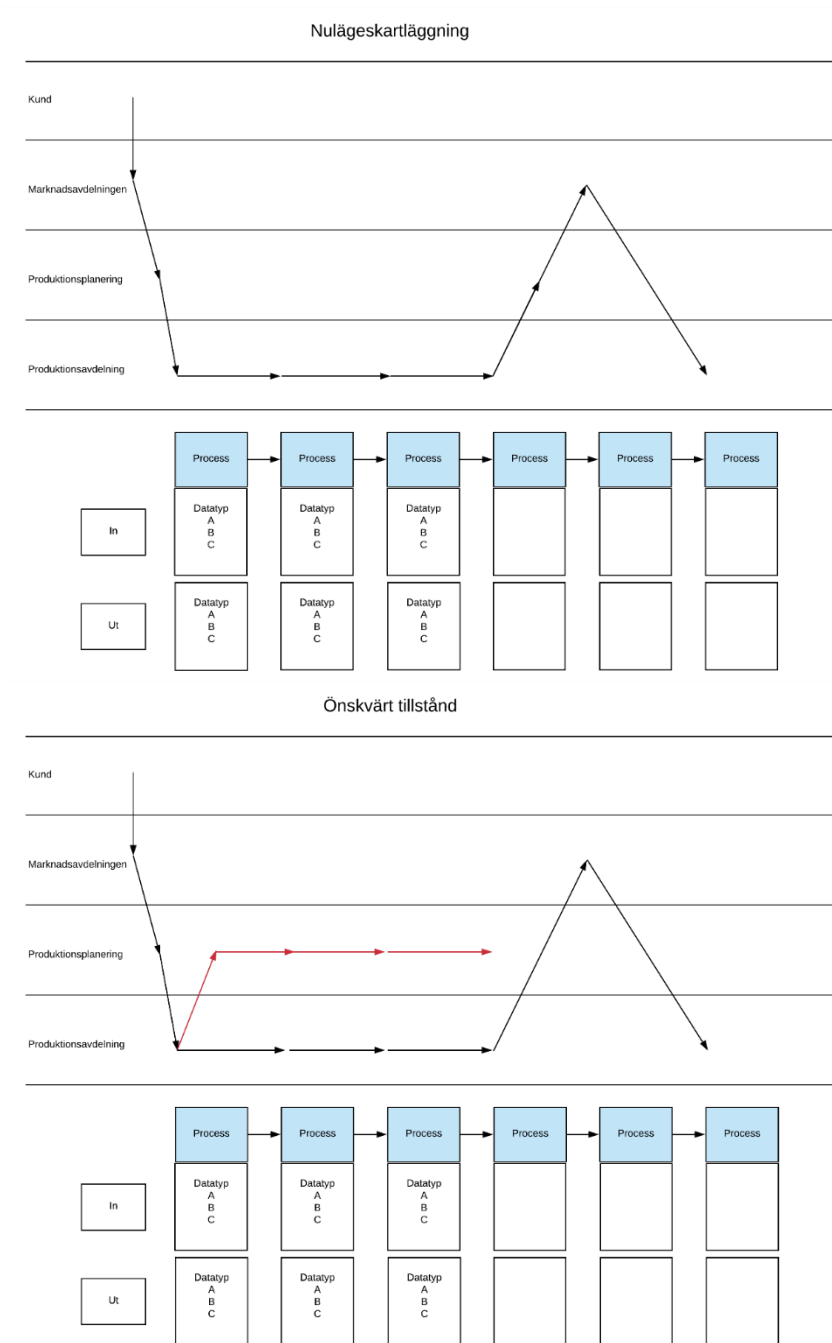 Nulägeskartläggning
Kund
Marknadsavdelningen
Produktionsplanering
Produktionsavdelning
Process Process Process Process Process Process
In
Datatyp
A
B
C
Datatyp
A
B
C
Datatyp
A
B
C
Ut
Datatyp
A
B
C
Datatyp
A
B
C
Datatyp
A
B
C
Önskvärt tillstånd
Kund
Marknadsavdelningen
Produktionsplanering
Produktionsavdelning
Process Process Process Process Process Process
In
Datatyp
A
B
C
Datatyp
A
B
C
Datatyp
A
B
C
Ut
Datatyp
A
B
C
Datatyp
A
B
C
Datatyp
A
B
C